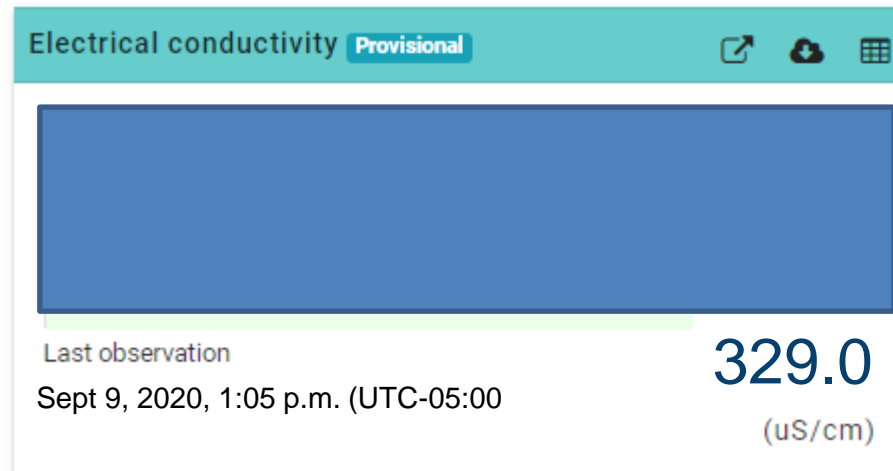 Electrical conductivity Provisional
Last observation
329.0
Sept 9, 2020, 1:05 p.m. (UTC-05:00
(uS/cm)